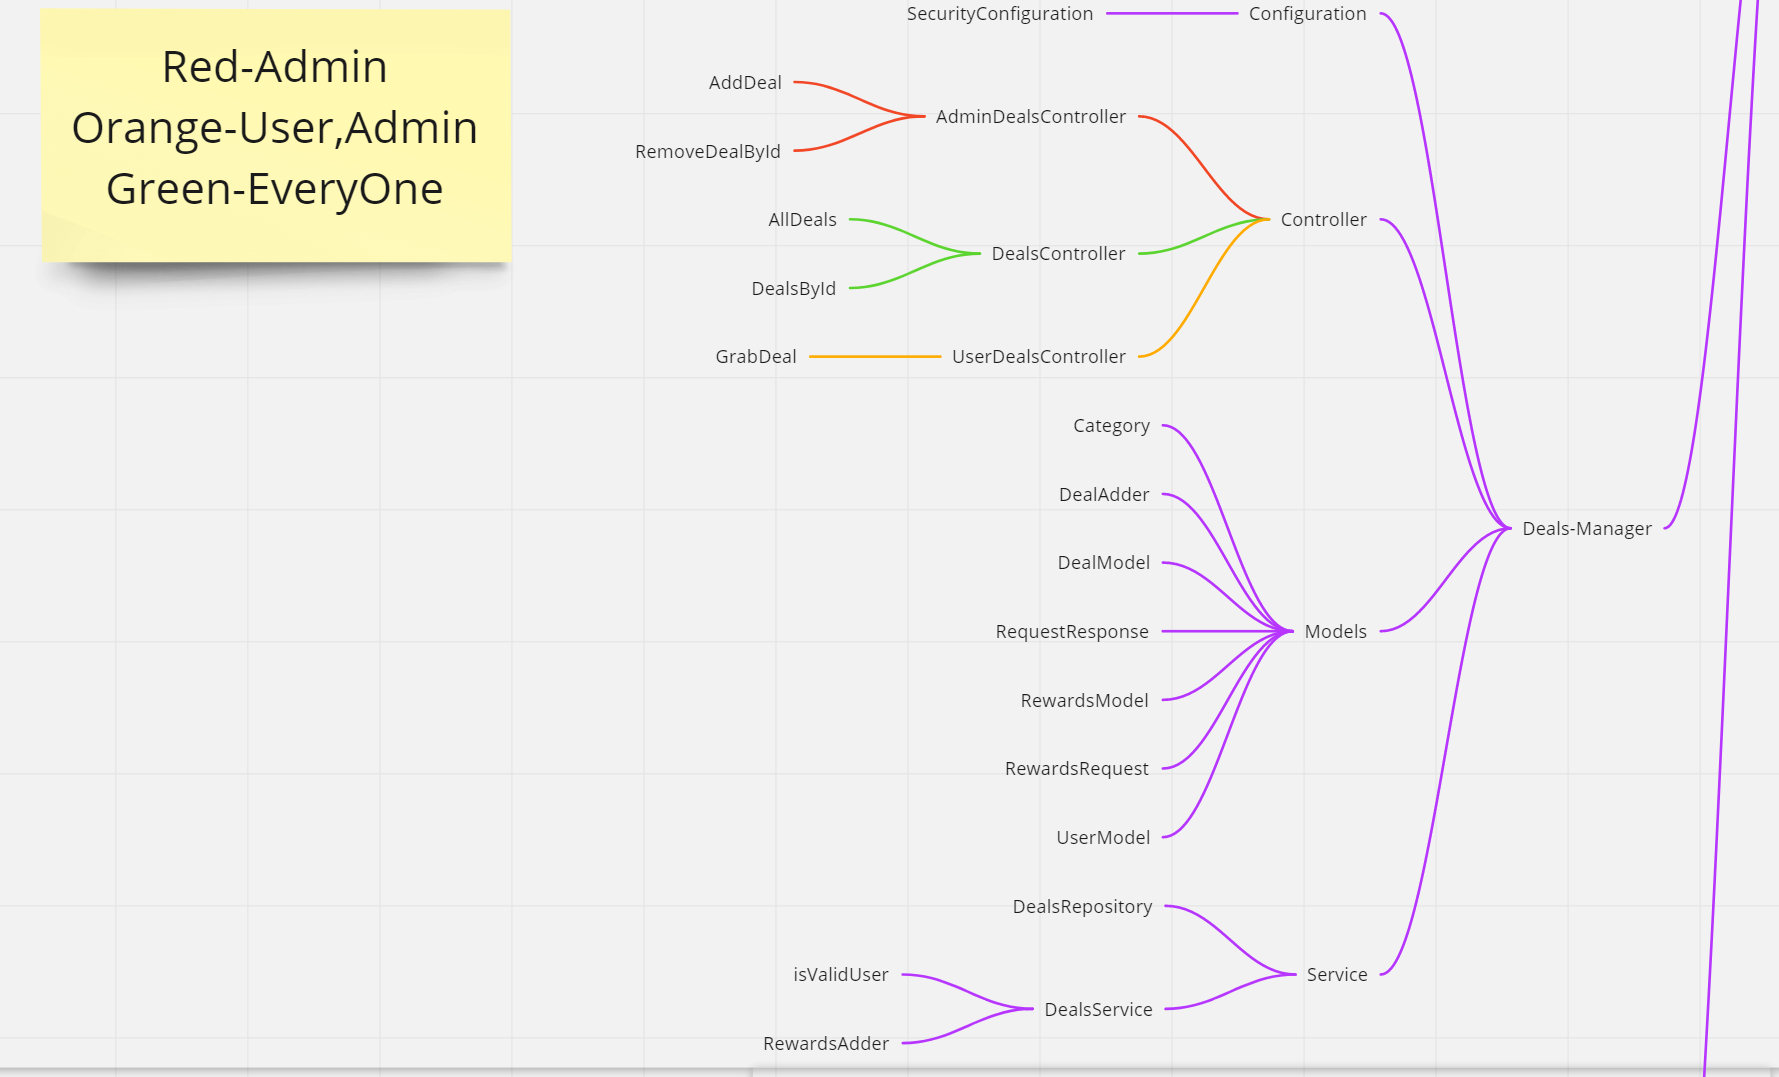 Red-Admin
Orange-User,Admin
Green-EveryOne
SecurityConfiguration
Configuration
AddDeal
AdminDealsController
RemoveDealById
AllDeals
Controller
DealsController
DealsById
GrabDeal
UserDealsController
Category
DealAdder
Deals-Manager
DealModel
RequestResponse
Models
RewardsModel
RewardsRequest
UserModel
DealsRepository
isValidUser
Service
DealsService
RewardsAdder